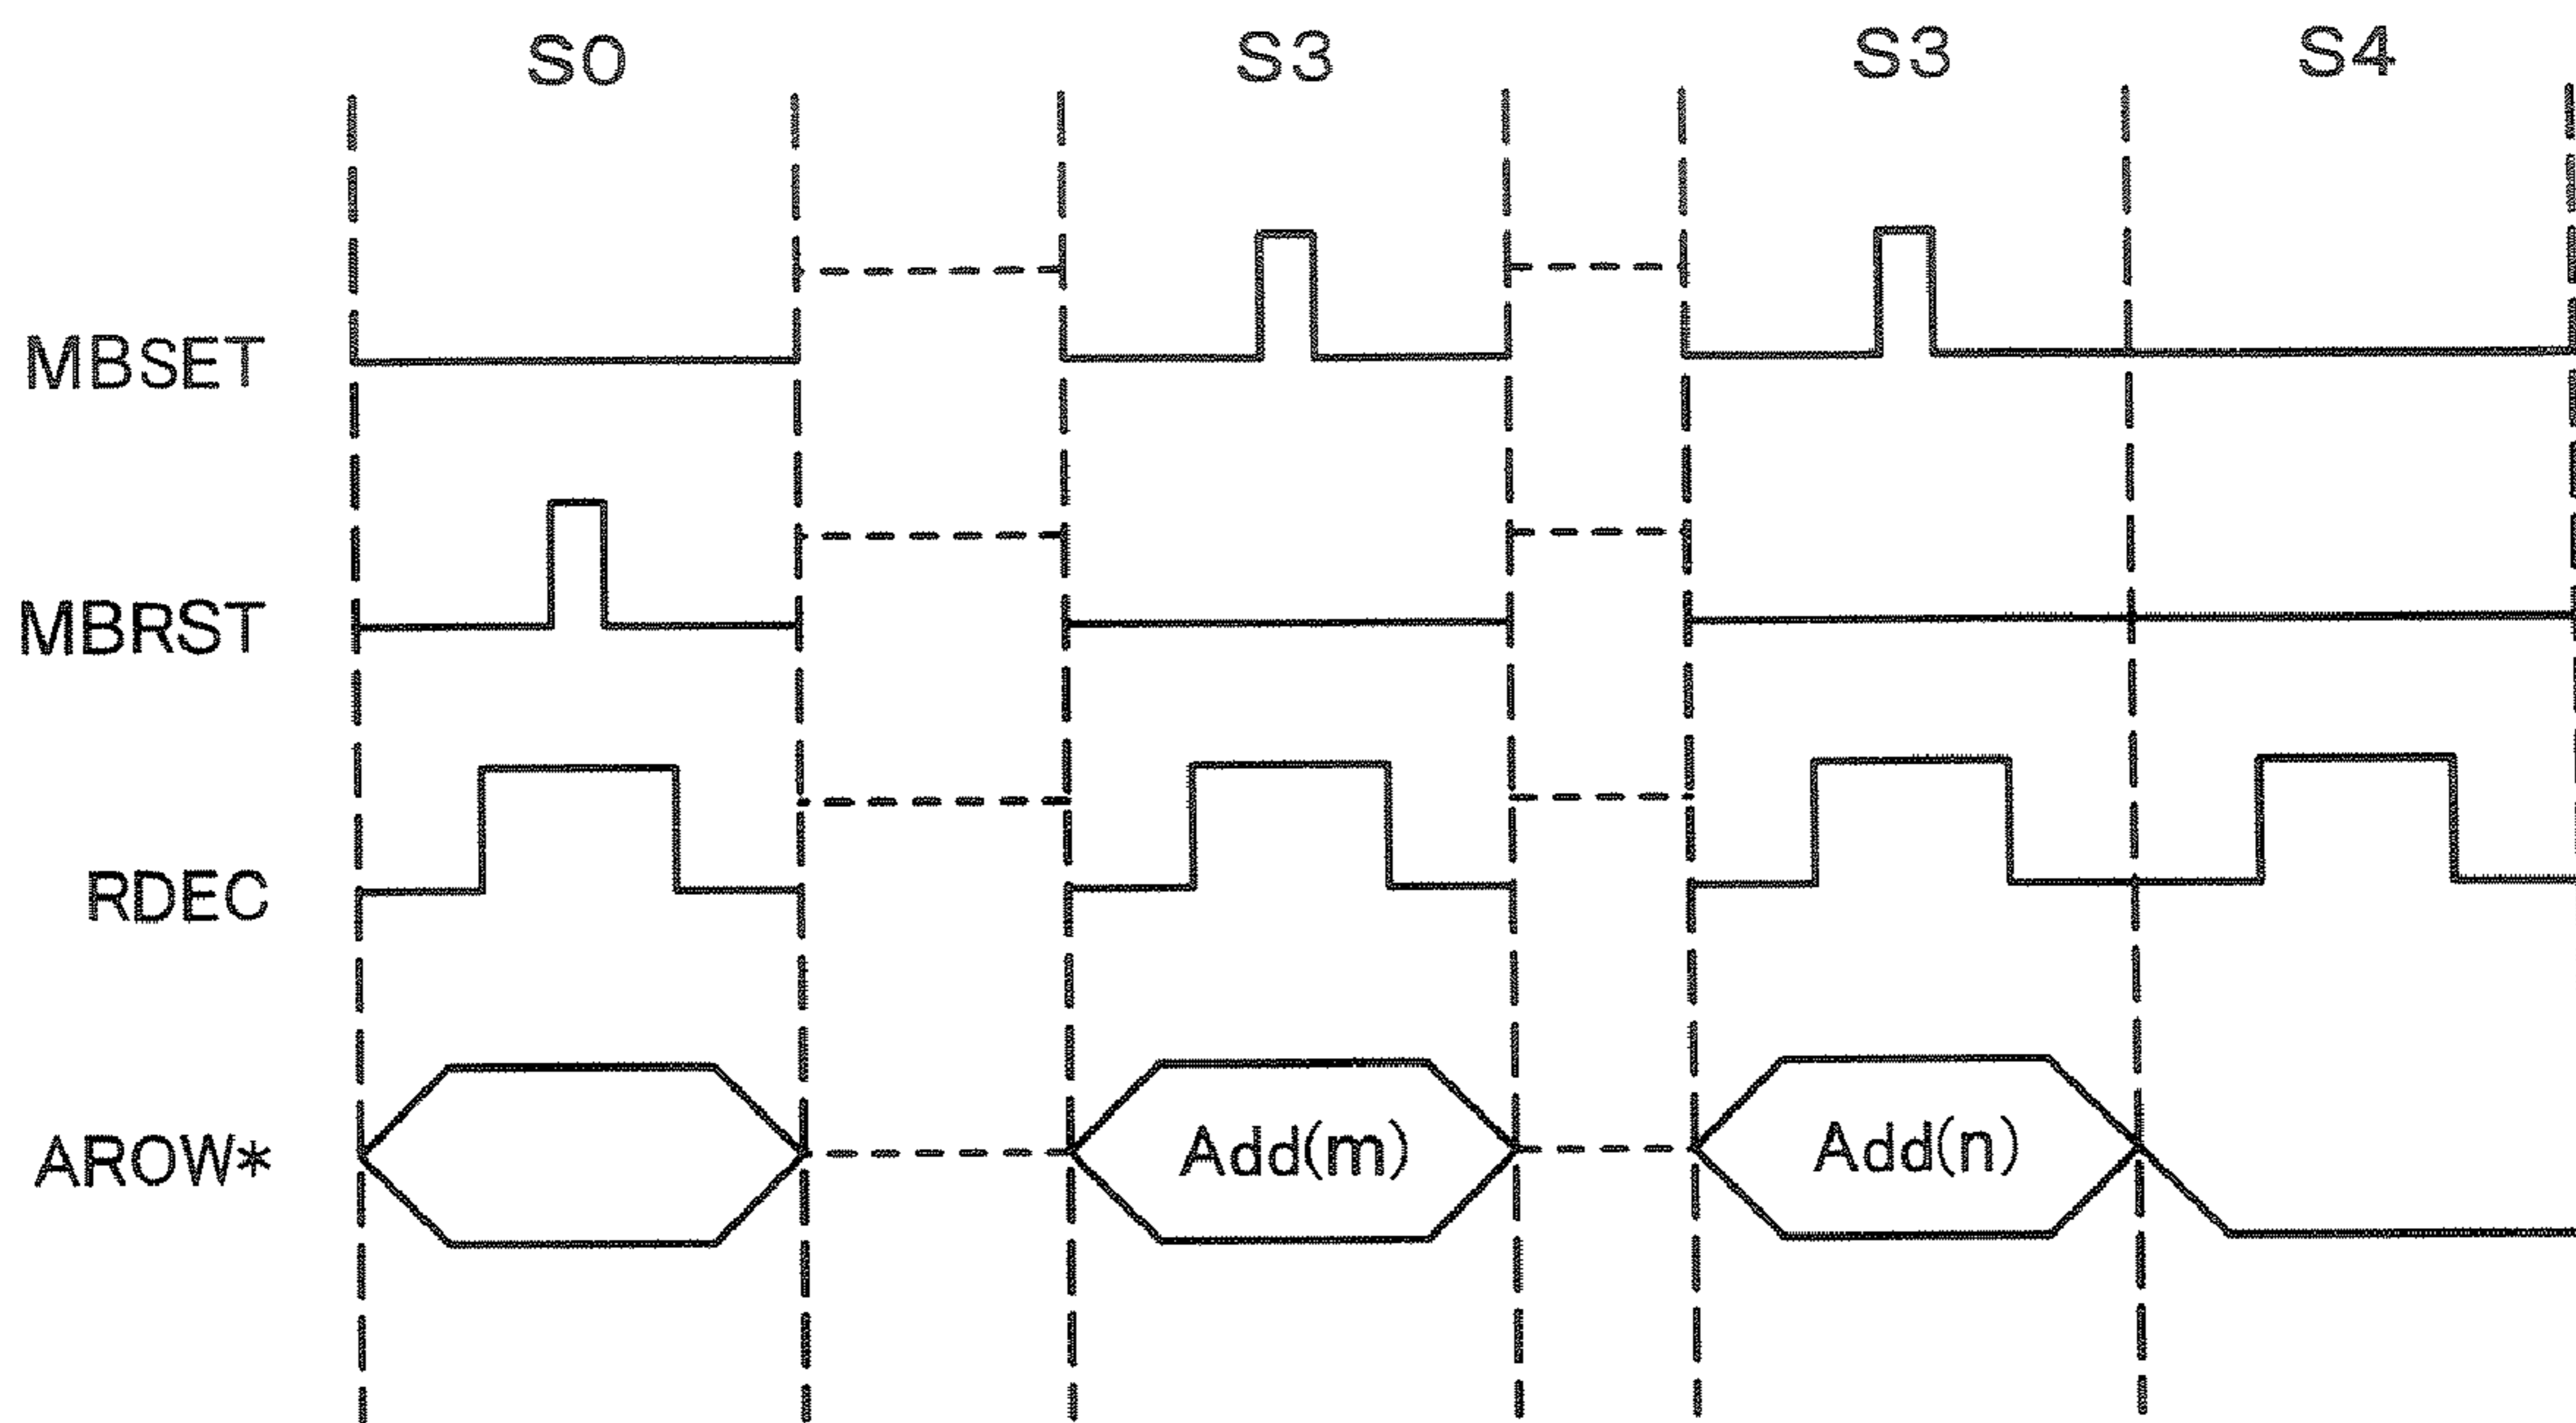 S0 S3 S3 S4
MBSET
MBRST
RDEC
AROW* Add(m) Add(n)